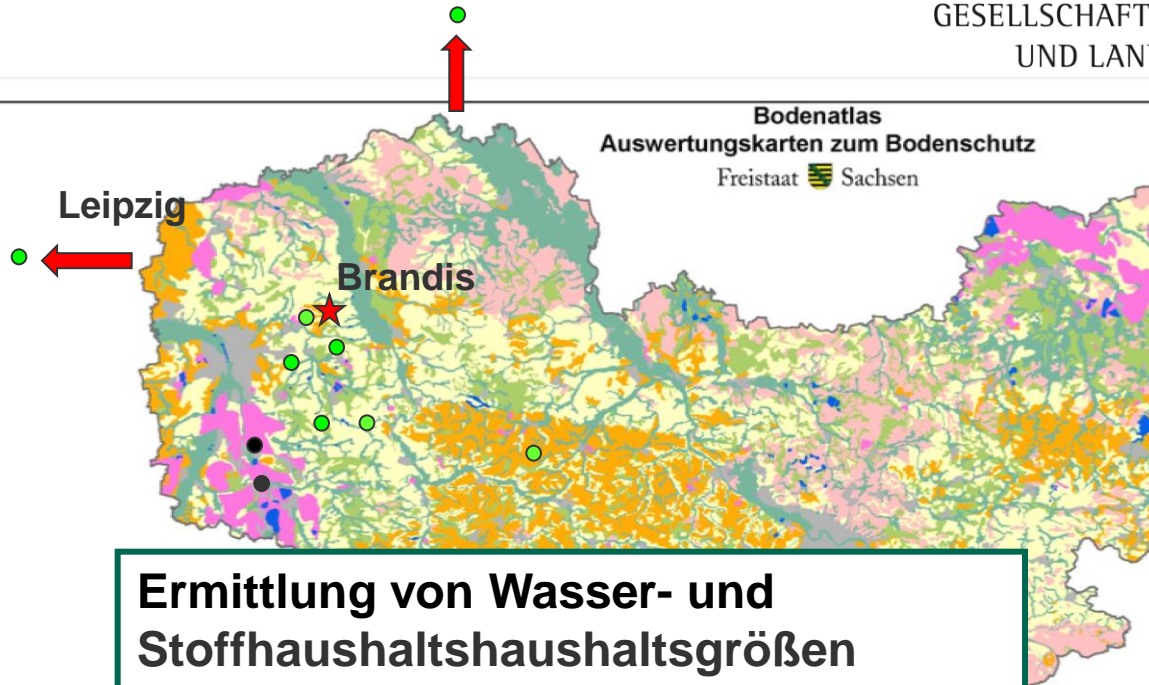 GESELLSCHAFT
UND LAN
Bodenatlas
Auswertungskarten zum Bodenschutz
Freistaat Sachsen
Leipzig
Brandis
Ermittlung von Wasser- und
Stoffhaushaltshaushaltsgrößen